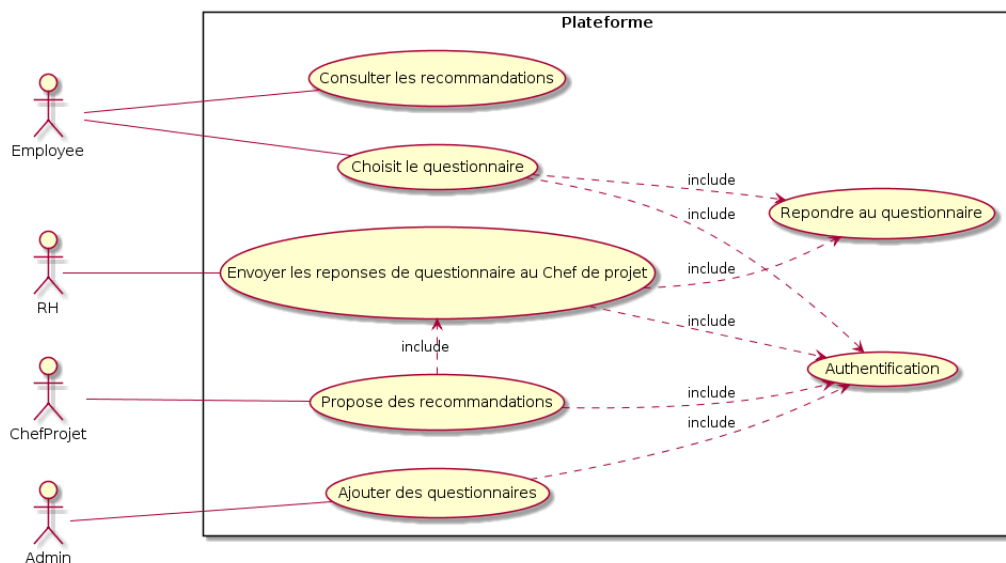 Plateforme
Consulter les recommandations
Employee
Choisit le questionnaire
include
Repondre au questionnaire
include
Envoyer les reponses de questionnaire au Chef de projet
include
RH
include
include
Authentification
Propose des recommandations
include
ChefProjet
include
Ajouter des questionnaires
Admin